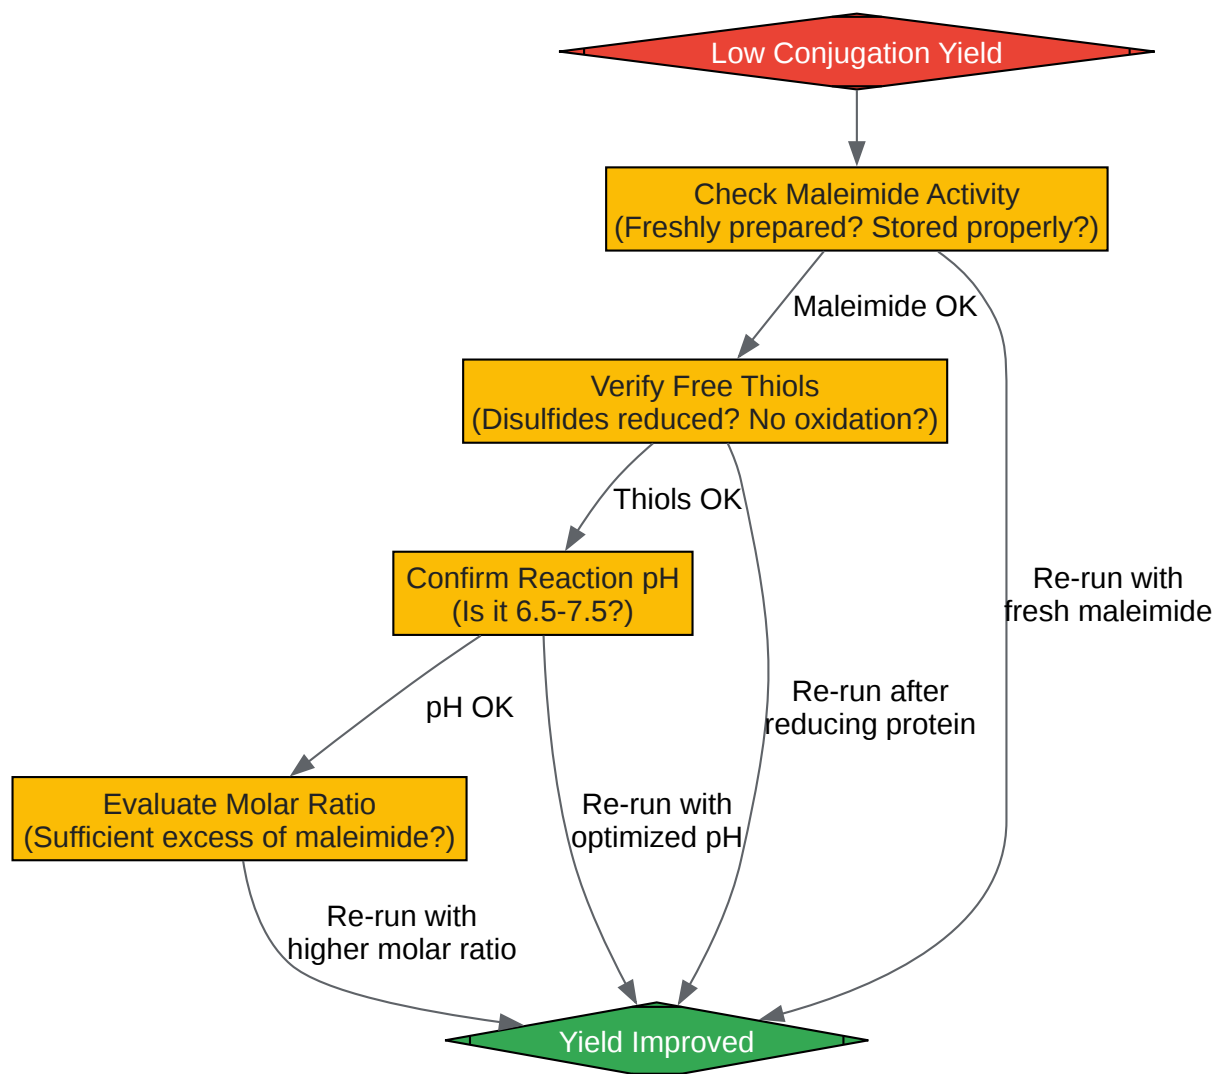 Low Conjugation Yield
Check Maleimide Activity
(Freshly prepared? Stored properly?)
Maleimide OK
Verify Free Thiols
(Disulfides reduced? No oxidation?)
Thiols OK
Confirm Reaction pH
(Is it 6.5-7.5?)
Re-run with
fresh maleimide
Re-run after
reducing protein
pH OK
Evaluate Molar Ratio
(Sufficient excess of maleimide?)
Re-run with
optimized pH
Re-run with
higher molar ratio
Yield Improved